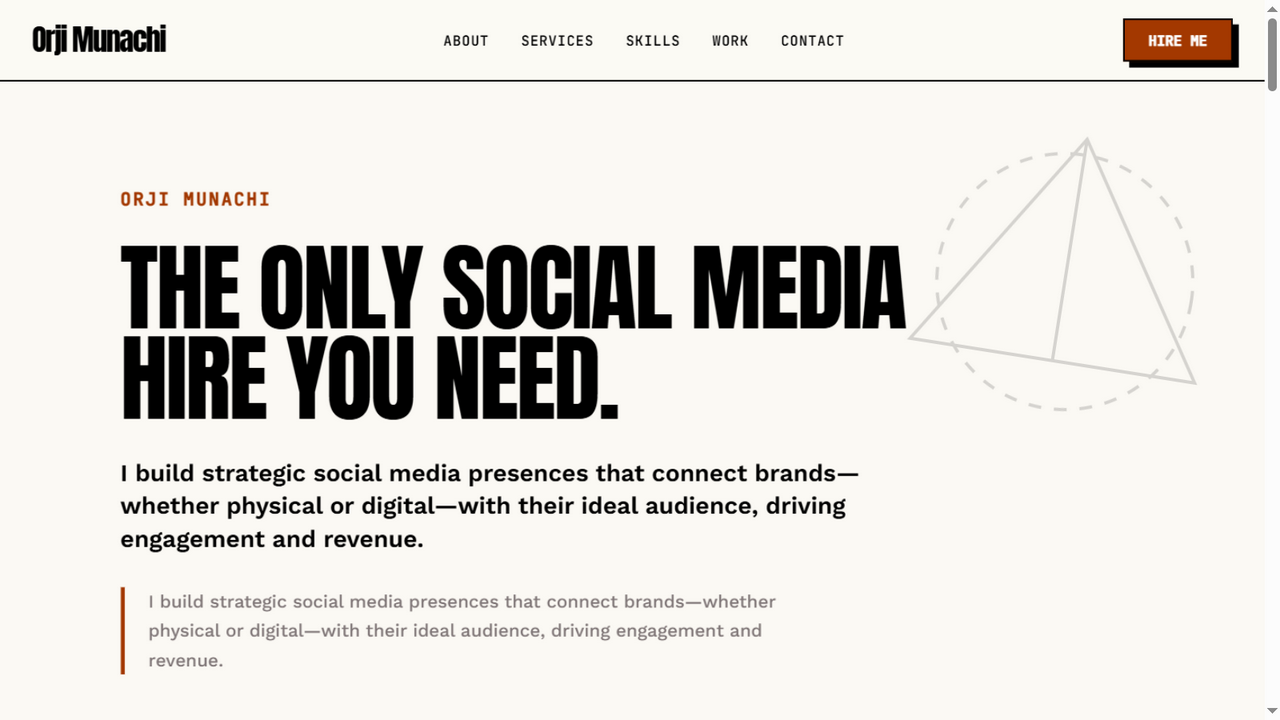 Orji Munachi
ABOUT
SERVICES
SKILLS
WORK
CONTACT
HIRE ME
ORJI MUNACHI
THE ONLY SOCIAL MEDIA
HIRE YOU NEED.
I build strategic social media presences that connect brands—
whether physical or digital—with their ideal audience, driving
engagement and revenue.
I build strategic social media presences that connect brands—whether
physical or digital—with their ideal audience, driving engagement and
revenue.